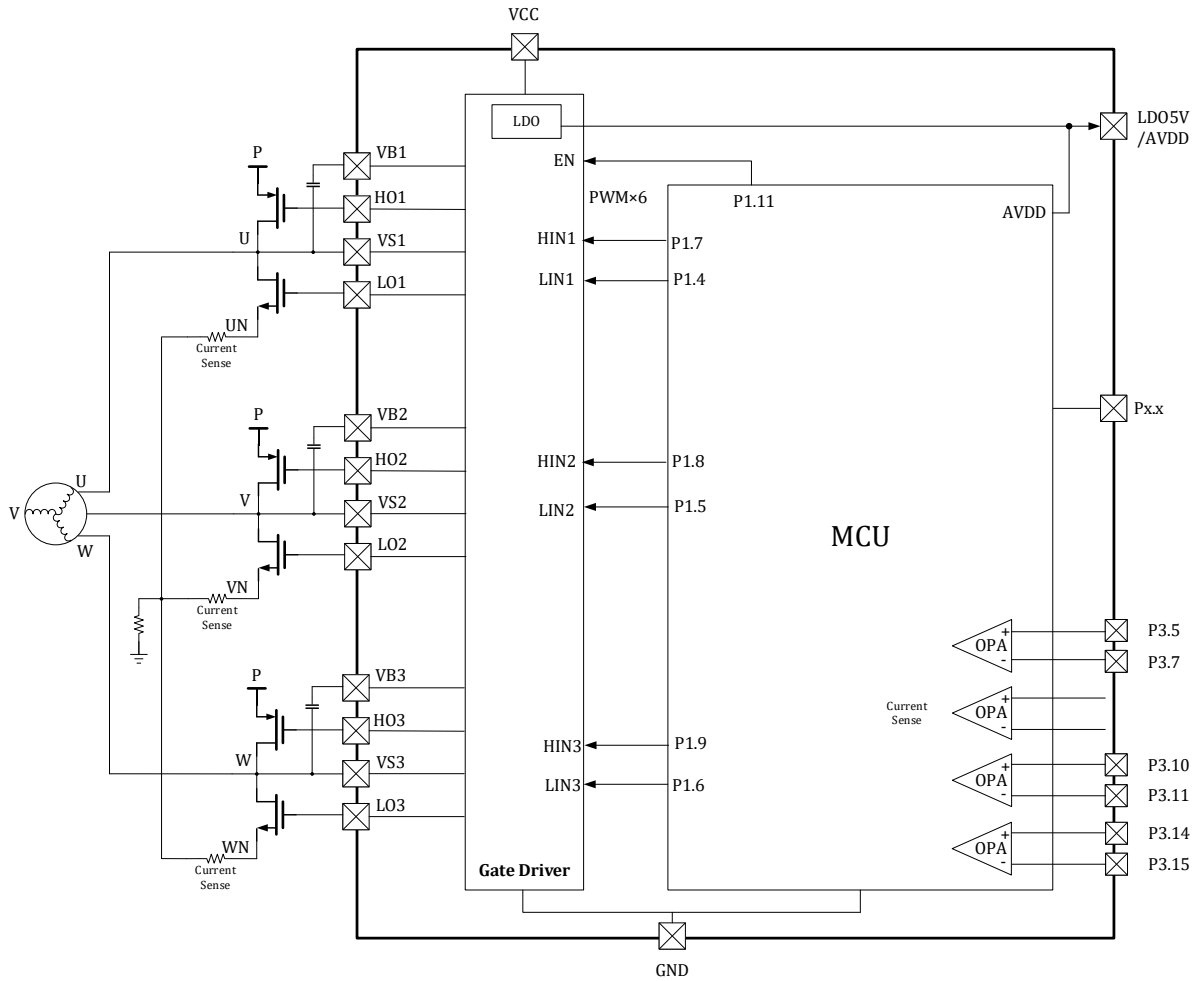 VCC
LDO
LDO5V
/AVDD
P
VB1
EN
PWM×6
P1.11
HO1
AVDD
U
VS1
HIN1
P1.7
LO1
LIN1
P1.4
UN
Current
Sense
P
VB2
Px.x
HO2
HIN2
P1.8
U
V
V
VS2
LIN2
P1.5
W
LO2
MCU
VN
Current
Sense
OPA
+
-
P3.5
P3.7
P
VB3
Current
Sense
OPA
+
-
HO3
HIN3
P1.9
W
VS3
LIN3
P1.6
OPA
+
-
P3.10
P3.11
LO3
WN
Current
Sense
OPA
+
-
P3.14
P3.15
Gate Driver
GND